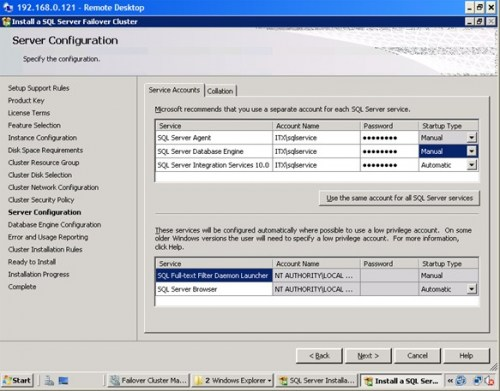 192.168.0.121 - Remote Desktop
Install a SQL Server Failover Cluster
Server Configuration
Specify the configuration.
Setup Support Rules
Product Key
License Terms
Feature Selection
Instance Configuration
Disk Space Requirements
Cluster Resource Group
Cluster Disk Selection
Cluster Network Configuration
Cluster Security Policy
Server Configuration
Database Engine Configuration
Error and Usage Reporting
Cluster Installation Rules
Ready to Install
Installation Progress
Complete
Service Accounts Collation
Microsoft recommends that you use a separate account for each SQL Server service.
Service Account Name Password Startup Type
SQL Server Agent ITX\sqlservice ●●●●●●●● Manual
SQL Server Database Engine ITX\sqlservice ●●●●●●●● Manual
SQL Server Integration Services 10.0 ITX\sqlservice ●●●●●●●● Automatic
Use the same account for all SQL Server services
These services will be configured automatically where possible to use a low privilege account. On some
older Windows versions the user will need to specify a low privilege account. For more information,
click Help.
Service Account Name Password Startup Type
SQL Full-text Filter Daemon Launcher NT AUTHORITY\LOCAL ... Manual
SQL Server Browser NT AUTHORITY\LOCAL ... Automatic
< Back Next > Cancel Help
Start Failover Cluster Ma... 2 Windows Explorer SQL Server Installa... Install a SQL Ser...